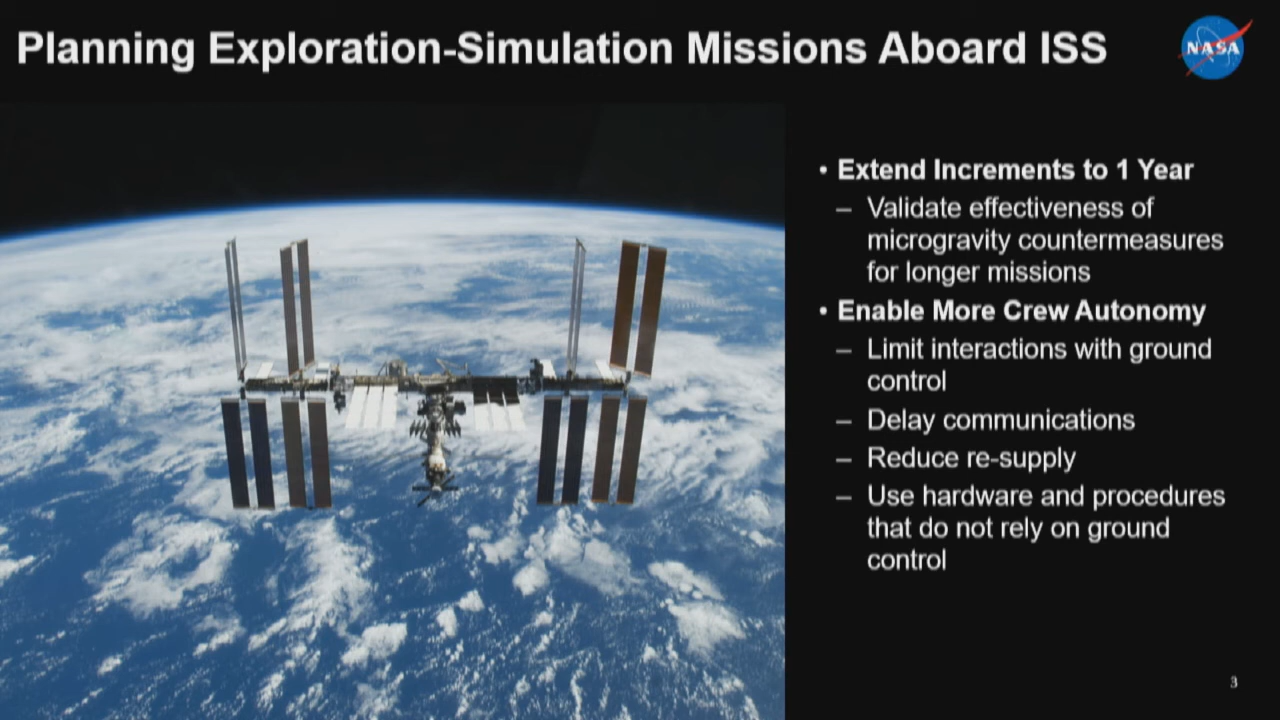 Planning Exploration-Simulation Missions Aboard ISS
NASA
• Extend Increments to 1 Year
– Validate effectiveness of
microgravity countermeasures
for longer missions
• Enable More Crew Autonomy
– Limit interactions with ground
control
– Delay communications
– Reduce re-supply
– Use hardware and procedures
that do not rely on ground
control
3